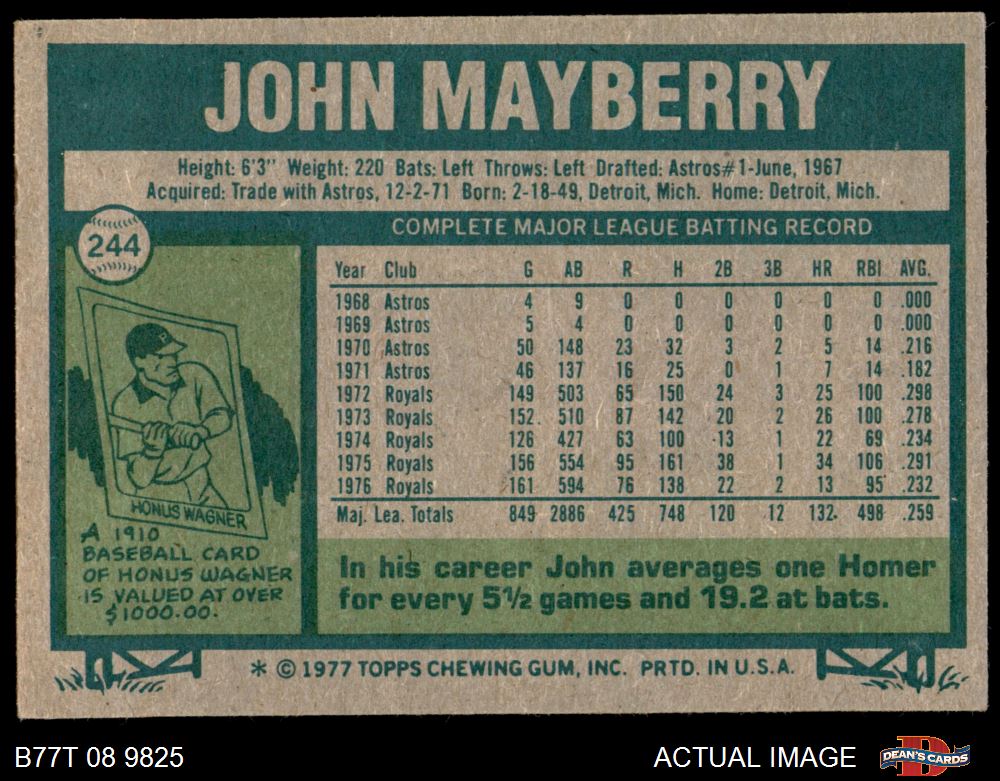 JOHN MAYBERRY
Height: 6'3" Weight: 220 Bats: Left Throws: Left Drafted: Astros#1-June, 1967
Acquired: Trade with Astros, 12-2-71 Born: 2-18-49, Detroit, Mich. Home: Detroit, Mich.
244
COMPLETE MAJOR LEAGUE BATTING RECORD
Year Club G AB R H 2B 3B HR RBI AVG.
1968 Astros 4 9 0 0 0 0 0 0 .000
1969 Astros 5 4 0 0 0 0 0 0 .000
1970 Astros 50 148 23 32 3 2 5 14 .216
1971 Astros 46 137 16 25 0 1 7 14 .182
1972 Royals 149 503 65 150 24 3 25 100 .298
1973 Royals 152 510 87 142 20 2 26 100 .278
1974 Royals 126 427 63 100 13 1 22 69 .234
1975 Royals 156 554 95 161 38 1 34 106 .291
1976 Royals 161 594 76 138 22 2 13 95 .232
Maj. Lea. Totals 849 2886 425 748 120 12 132 498 .259
P
HONUS WAGNER
A 1910
BASEBALL CARD
OF HONUS WAGNER
IS VALUED AT OVER
$1000.00.
In his career John averages one Homer
for every 5½ games and 19.2 at bats.
* © 1977 TOPPS CHEWING GUM, INC. PRTD. IN U.S.A.
B77T 08 9825
ACTUAL IMAGE
D
DEAN'S CARDS